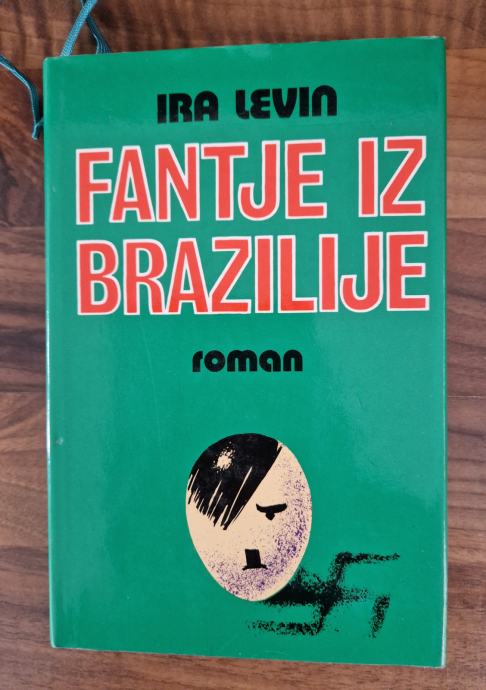 IRA LEVIN
FANTJE IZ
BRAZILIJE
roman